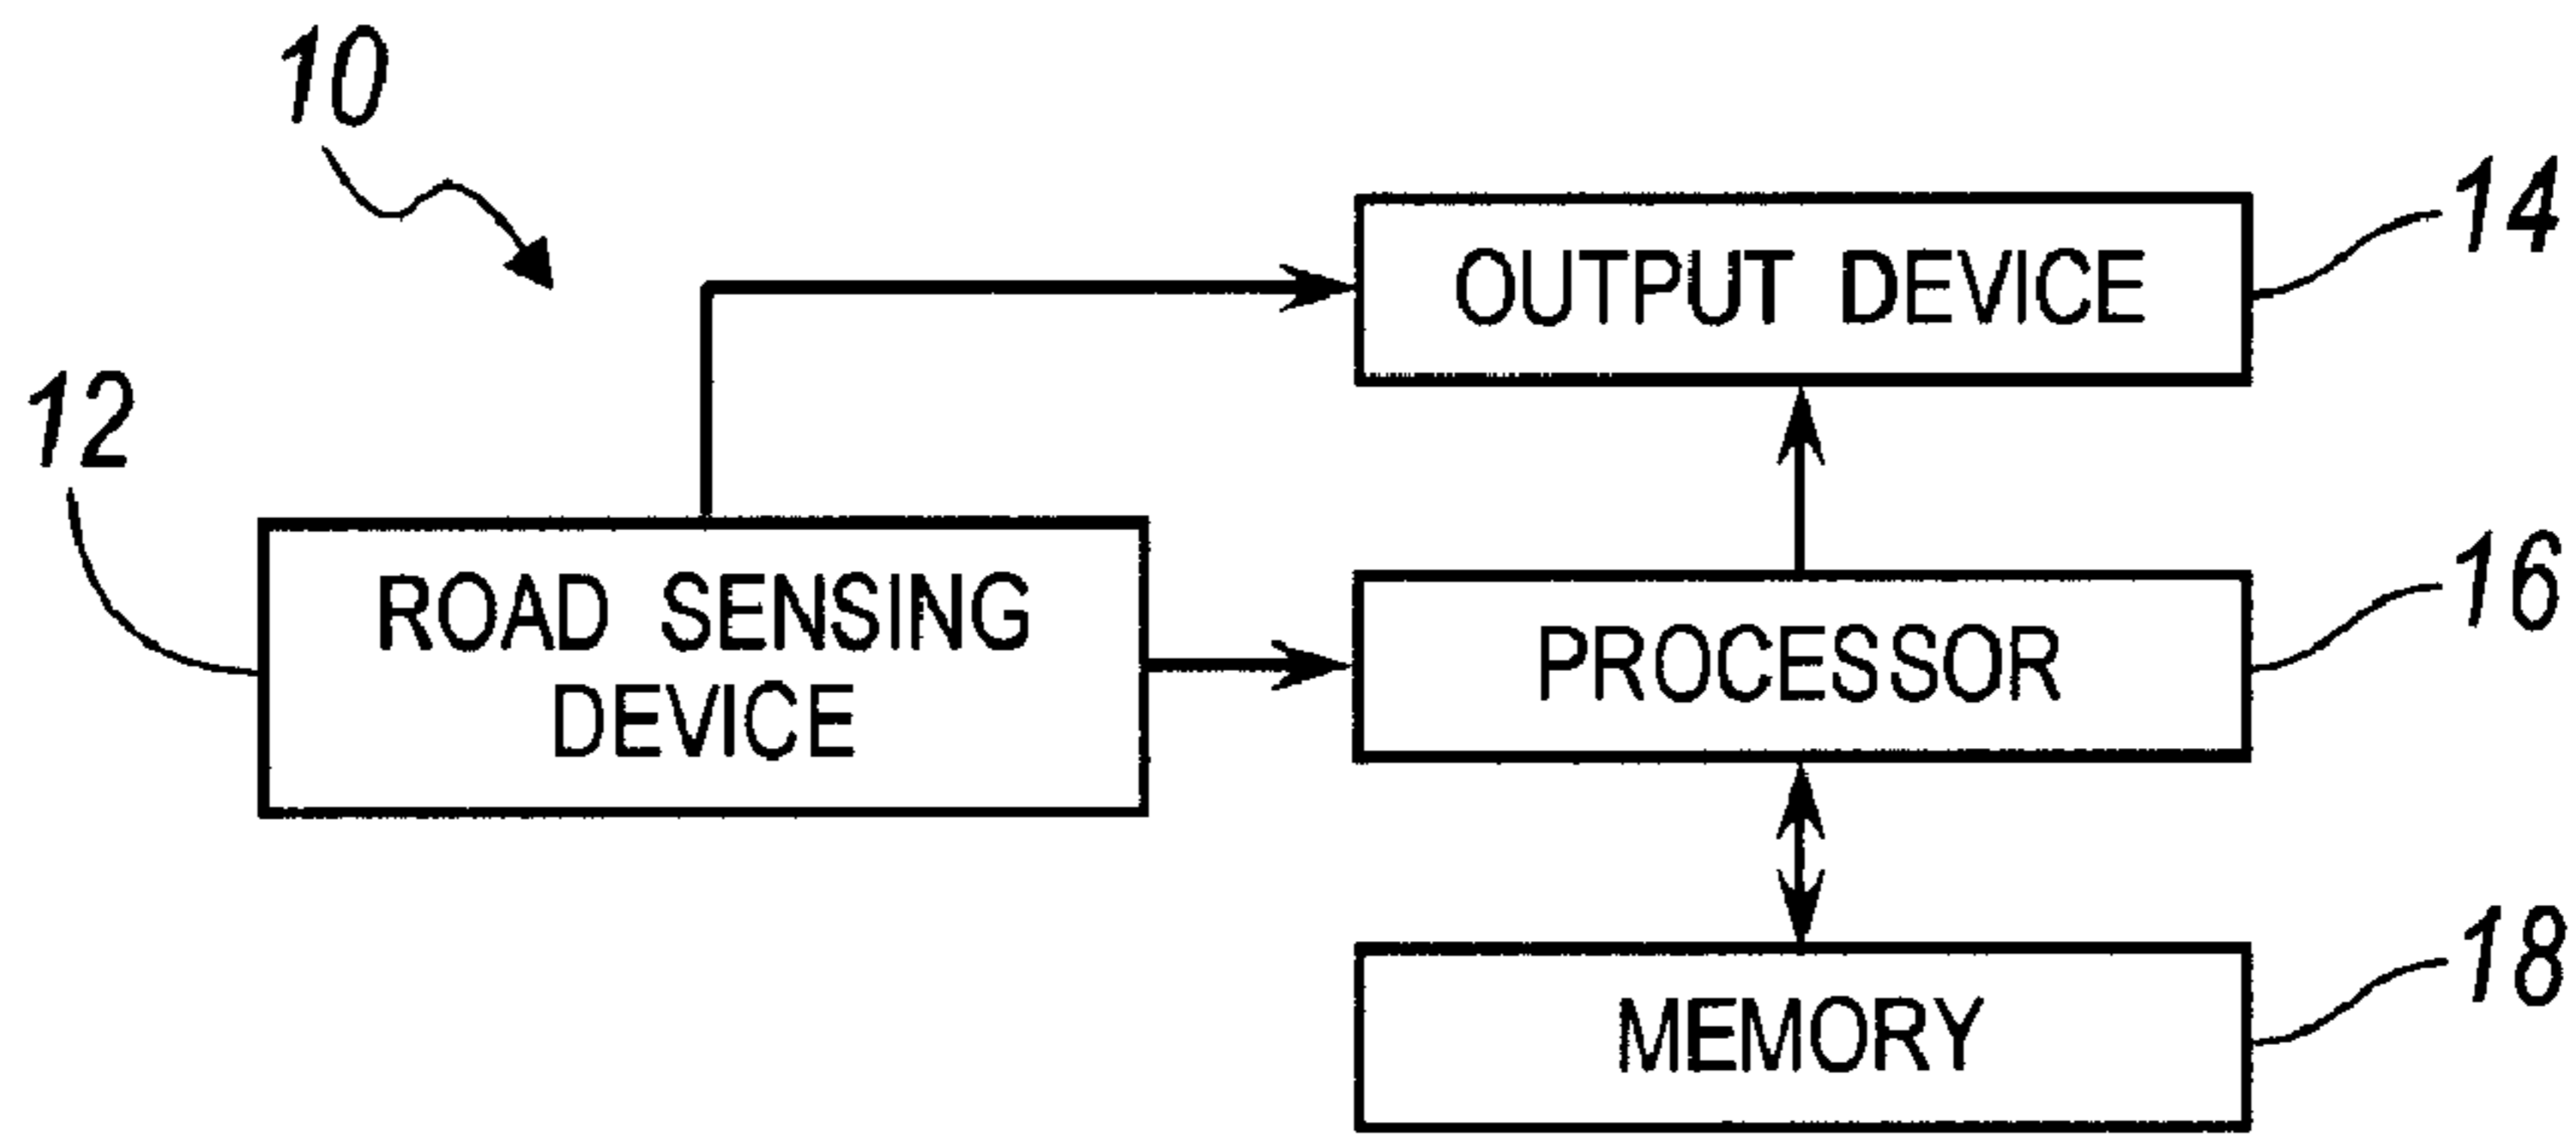 10
OUTPUT DEVICE
14
12
ROAD SENSING
DEVICE
PROCESSOR
16
MEMORY
18